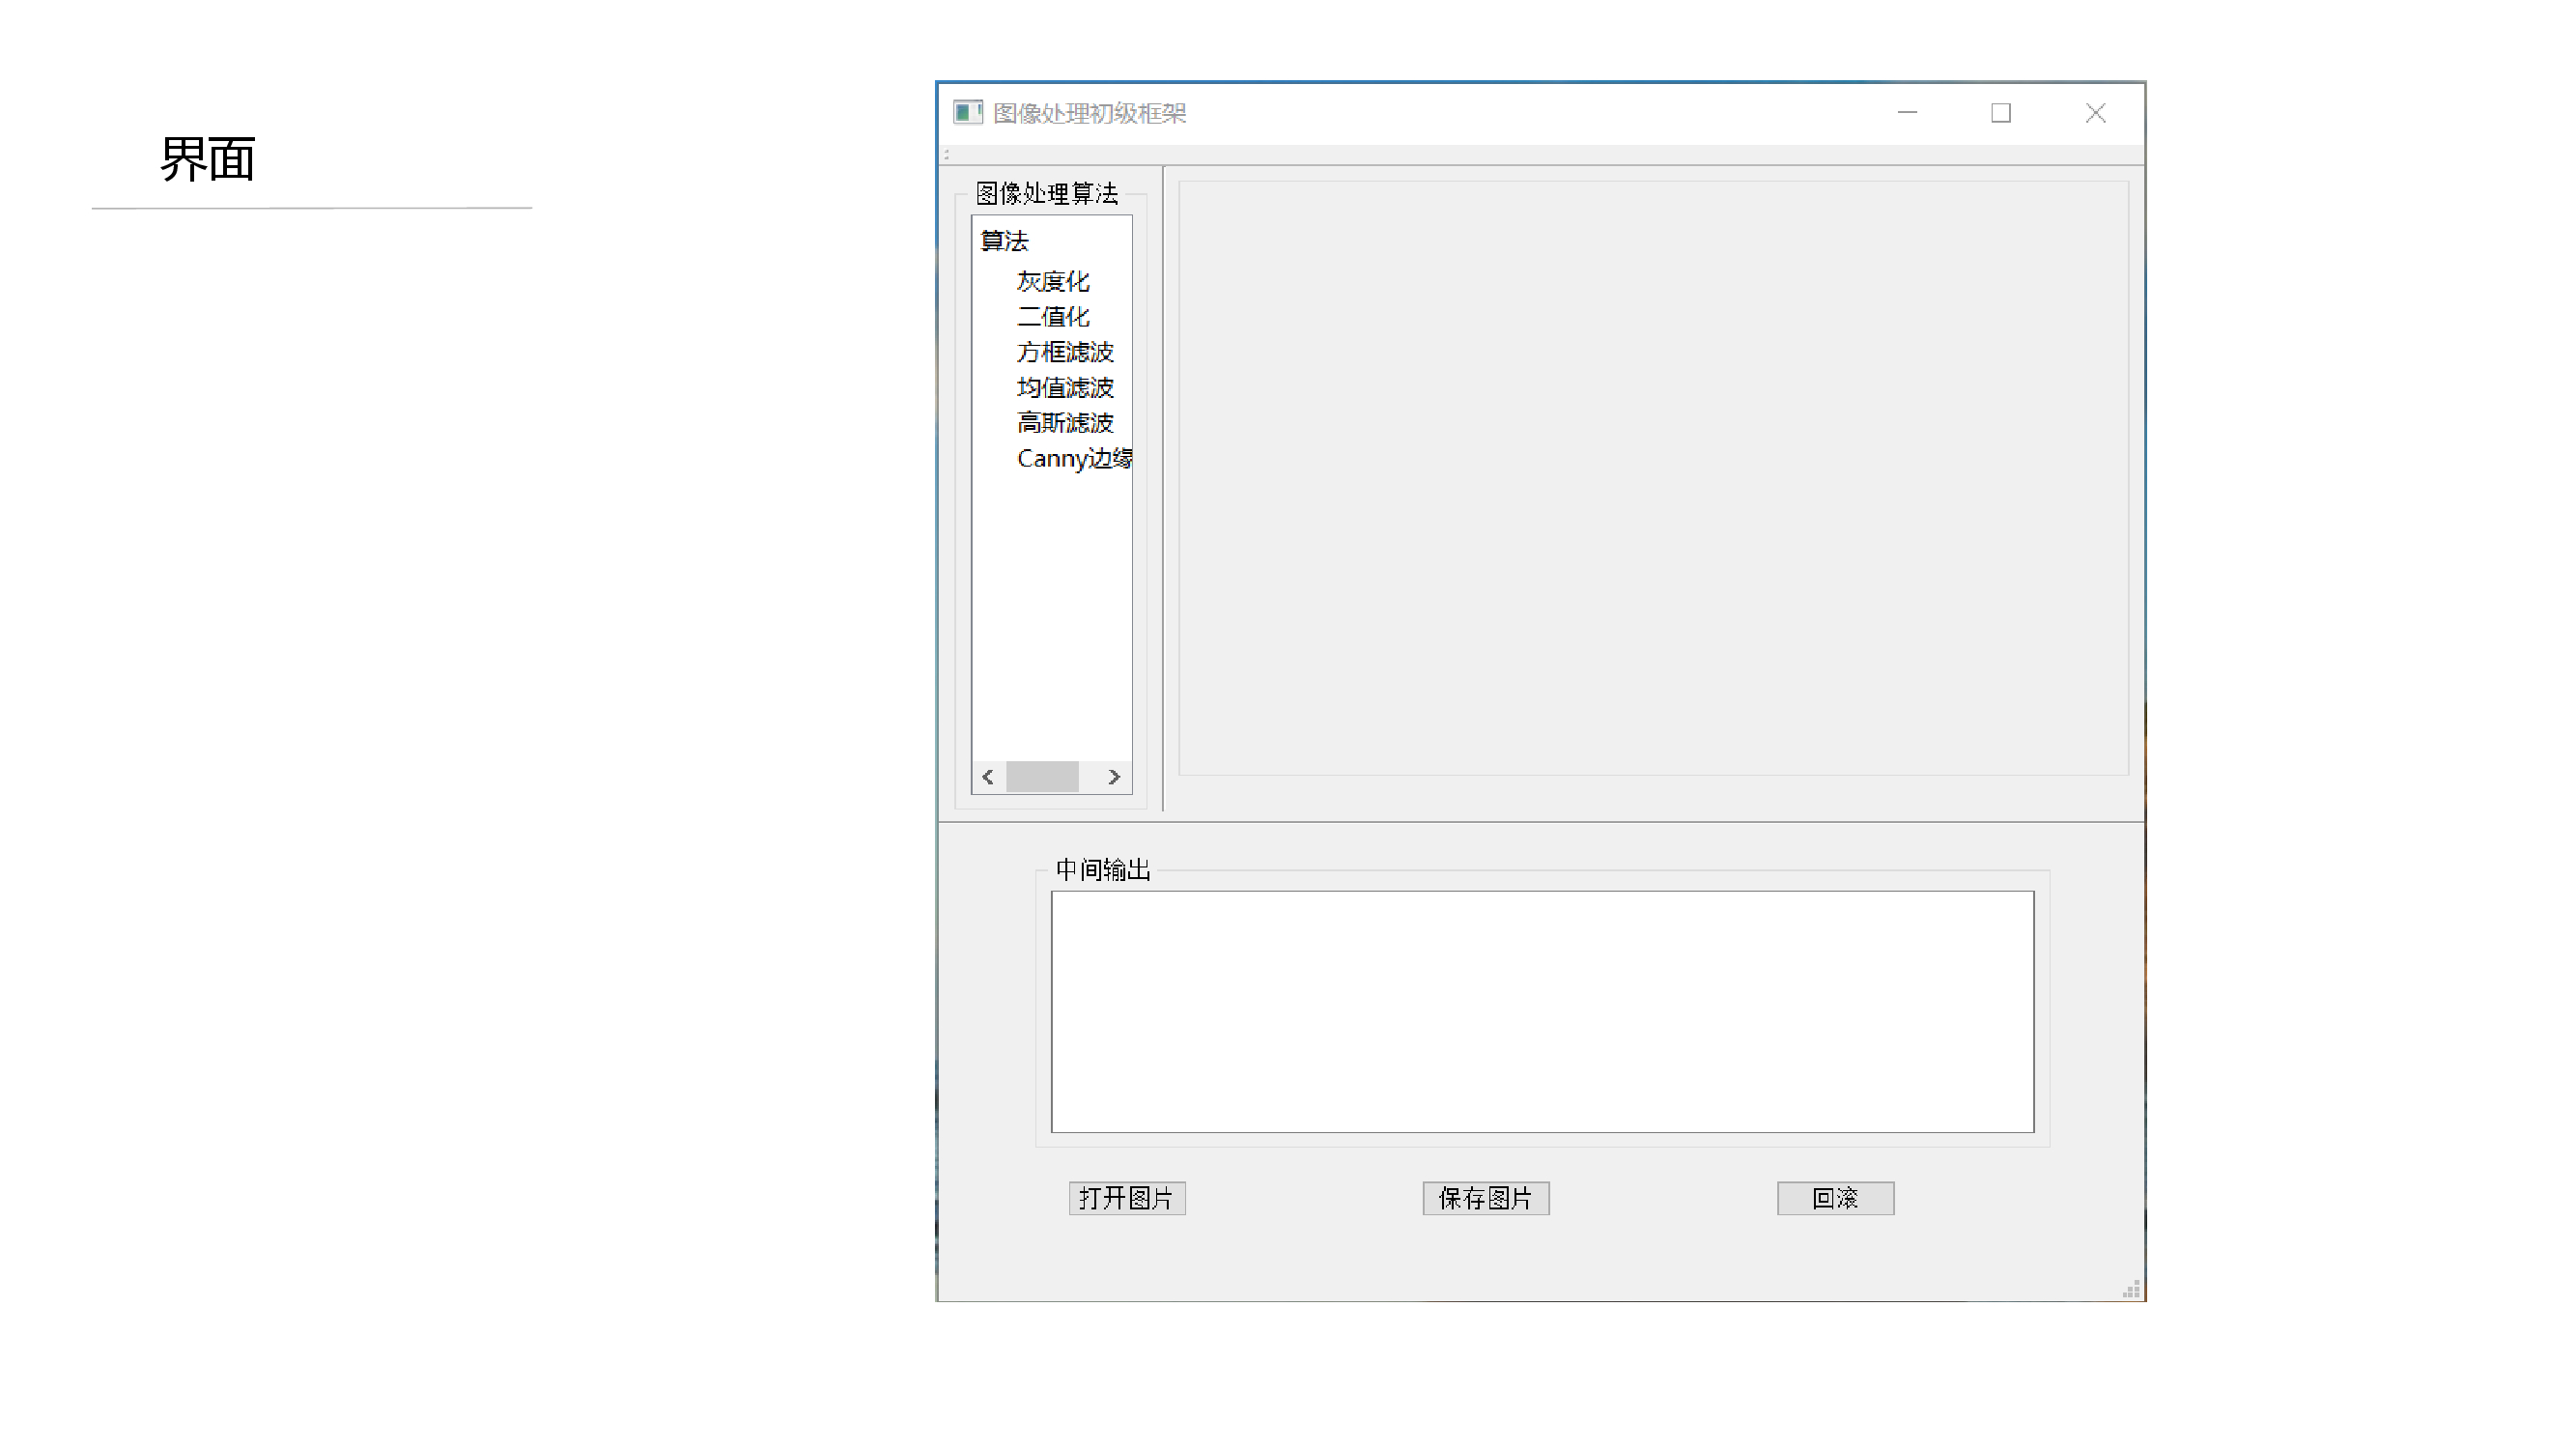 界面
图像处理初级框架
图像处理算法
算法
灰度化
二值化
方框滤波
均值滤波
高斯滤波
Canny边缘
中间输出
打开图片
保存图片
回滚